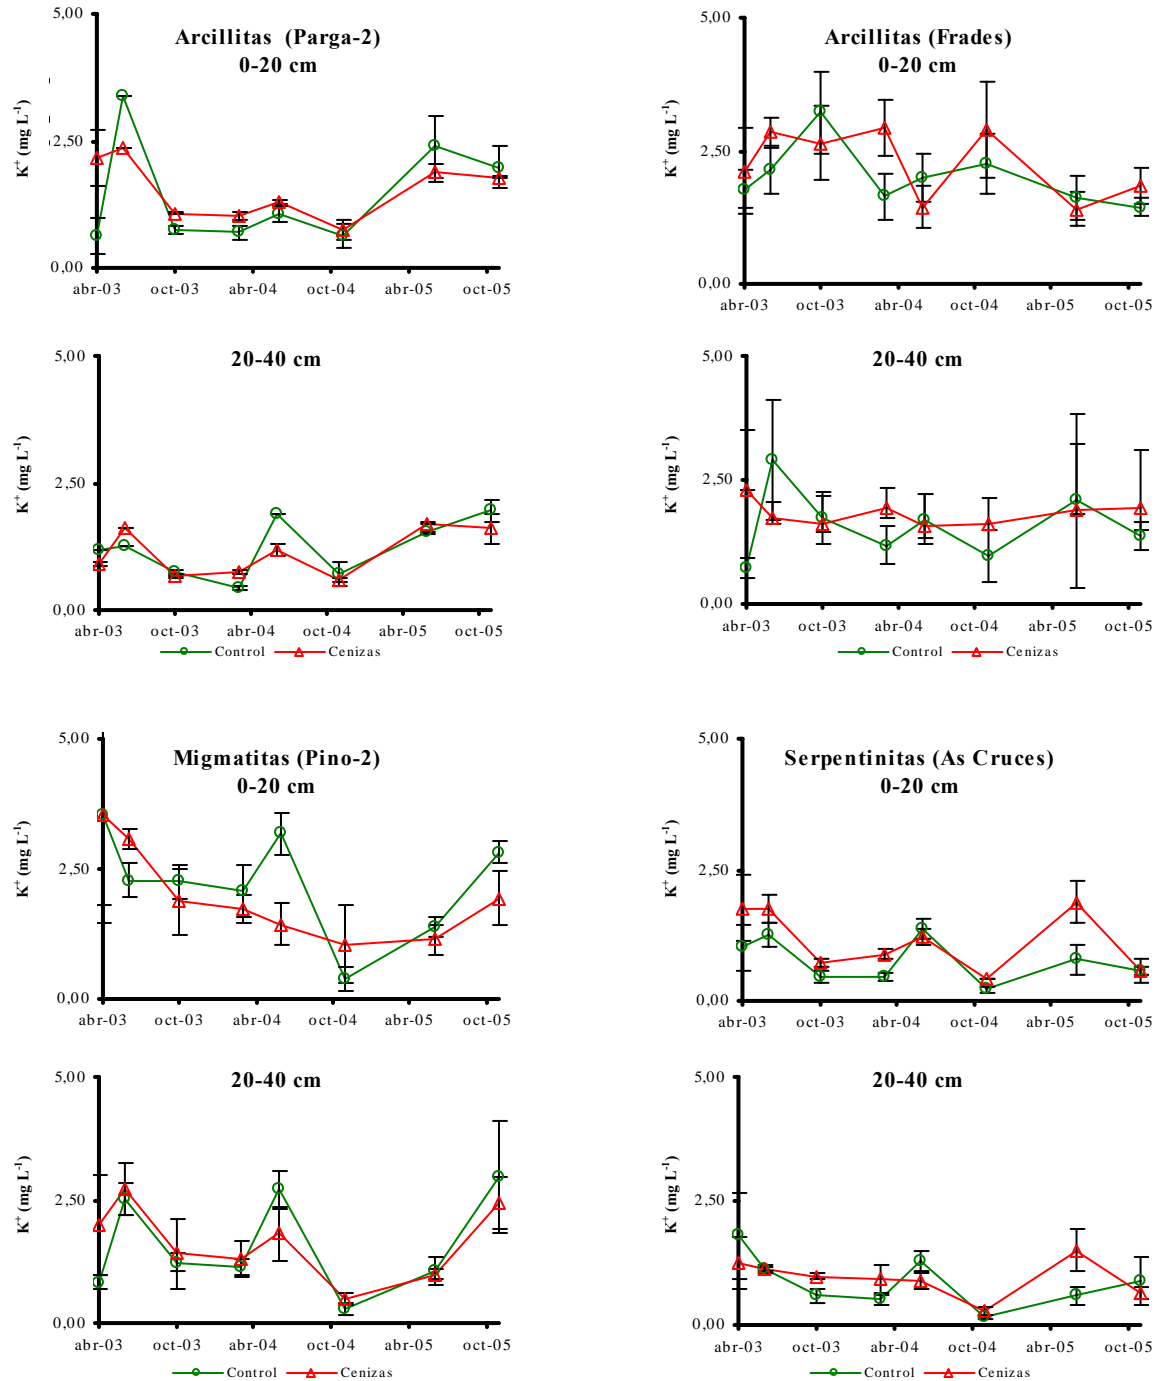 Arcillitas (Parga-2)
0-20 cm
K+ (mg L-1)
5,00
2.50
0,00
abr-03 oct-03 abr-04 oct-04 abr-05 oct-05
Arcillitas (Frades)
0-20 cm
K+ (mg L-1)
5,00
2.50
0,00
abr-03 oct-03 abr-04 oct-04 abr-05 oct-05
20-40 cm
K+ (mg L-1)
5,00
2.50
0,00
abr-03 oct-03 abr-04 oct-04 abr-05 oct-05
Control Cenizas
20-40 cm
K+ (mg L-1)
5,00
2.50
0,00
abr-03 oct-03 abr-04 oct-04 abr-05 oct-05
Control Cenizas
Migmatitas (Pino-2)
0-20 cm
K+ (mg L-1)
5,00
2.50
0,00
abr-03 oct-03 abr-04 oct-04 abr-05 oct-05
Serpentinitas (As Cruces)
0-20 cm
K+ (mg L-1)
5,00
2.50
0,00
abr-03 oct-03 abr-04 oct-04 abr-05 oct-05
20-40 cm
K+ (mg L-1)
5,00
2.50
0,00
abr-03 oct-03 abr-04 oct-04 abr-05 oct-05
Control Cenizas
20-40 cm
K+ (mg L-1)
5,00
2.50
0,00
abr-03 oct-03 abr-04 oct-04 abr-05 oct-05
Control Cenizas